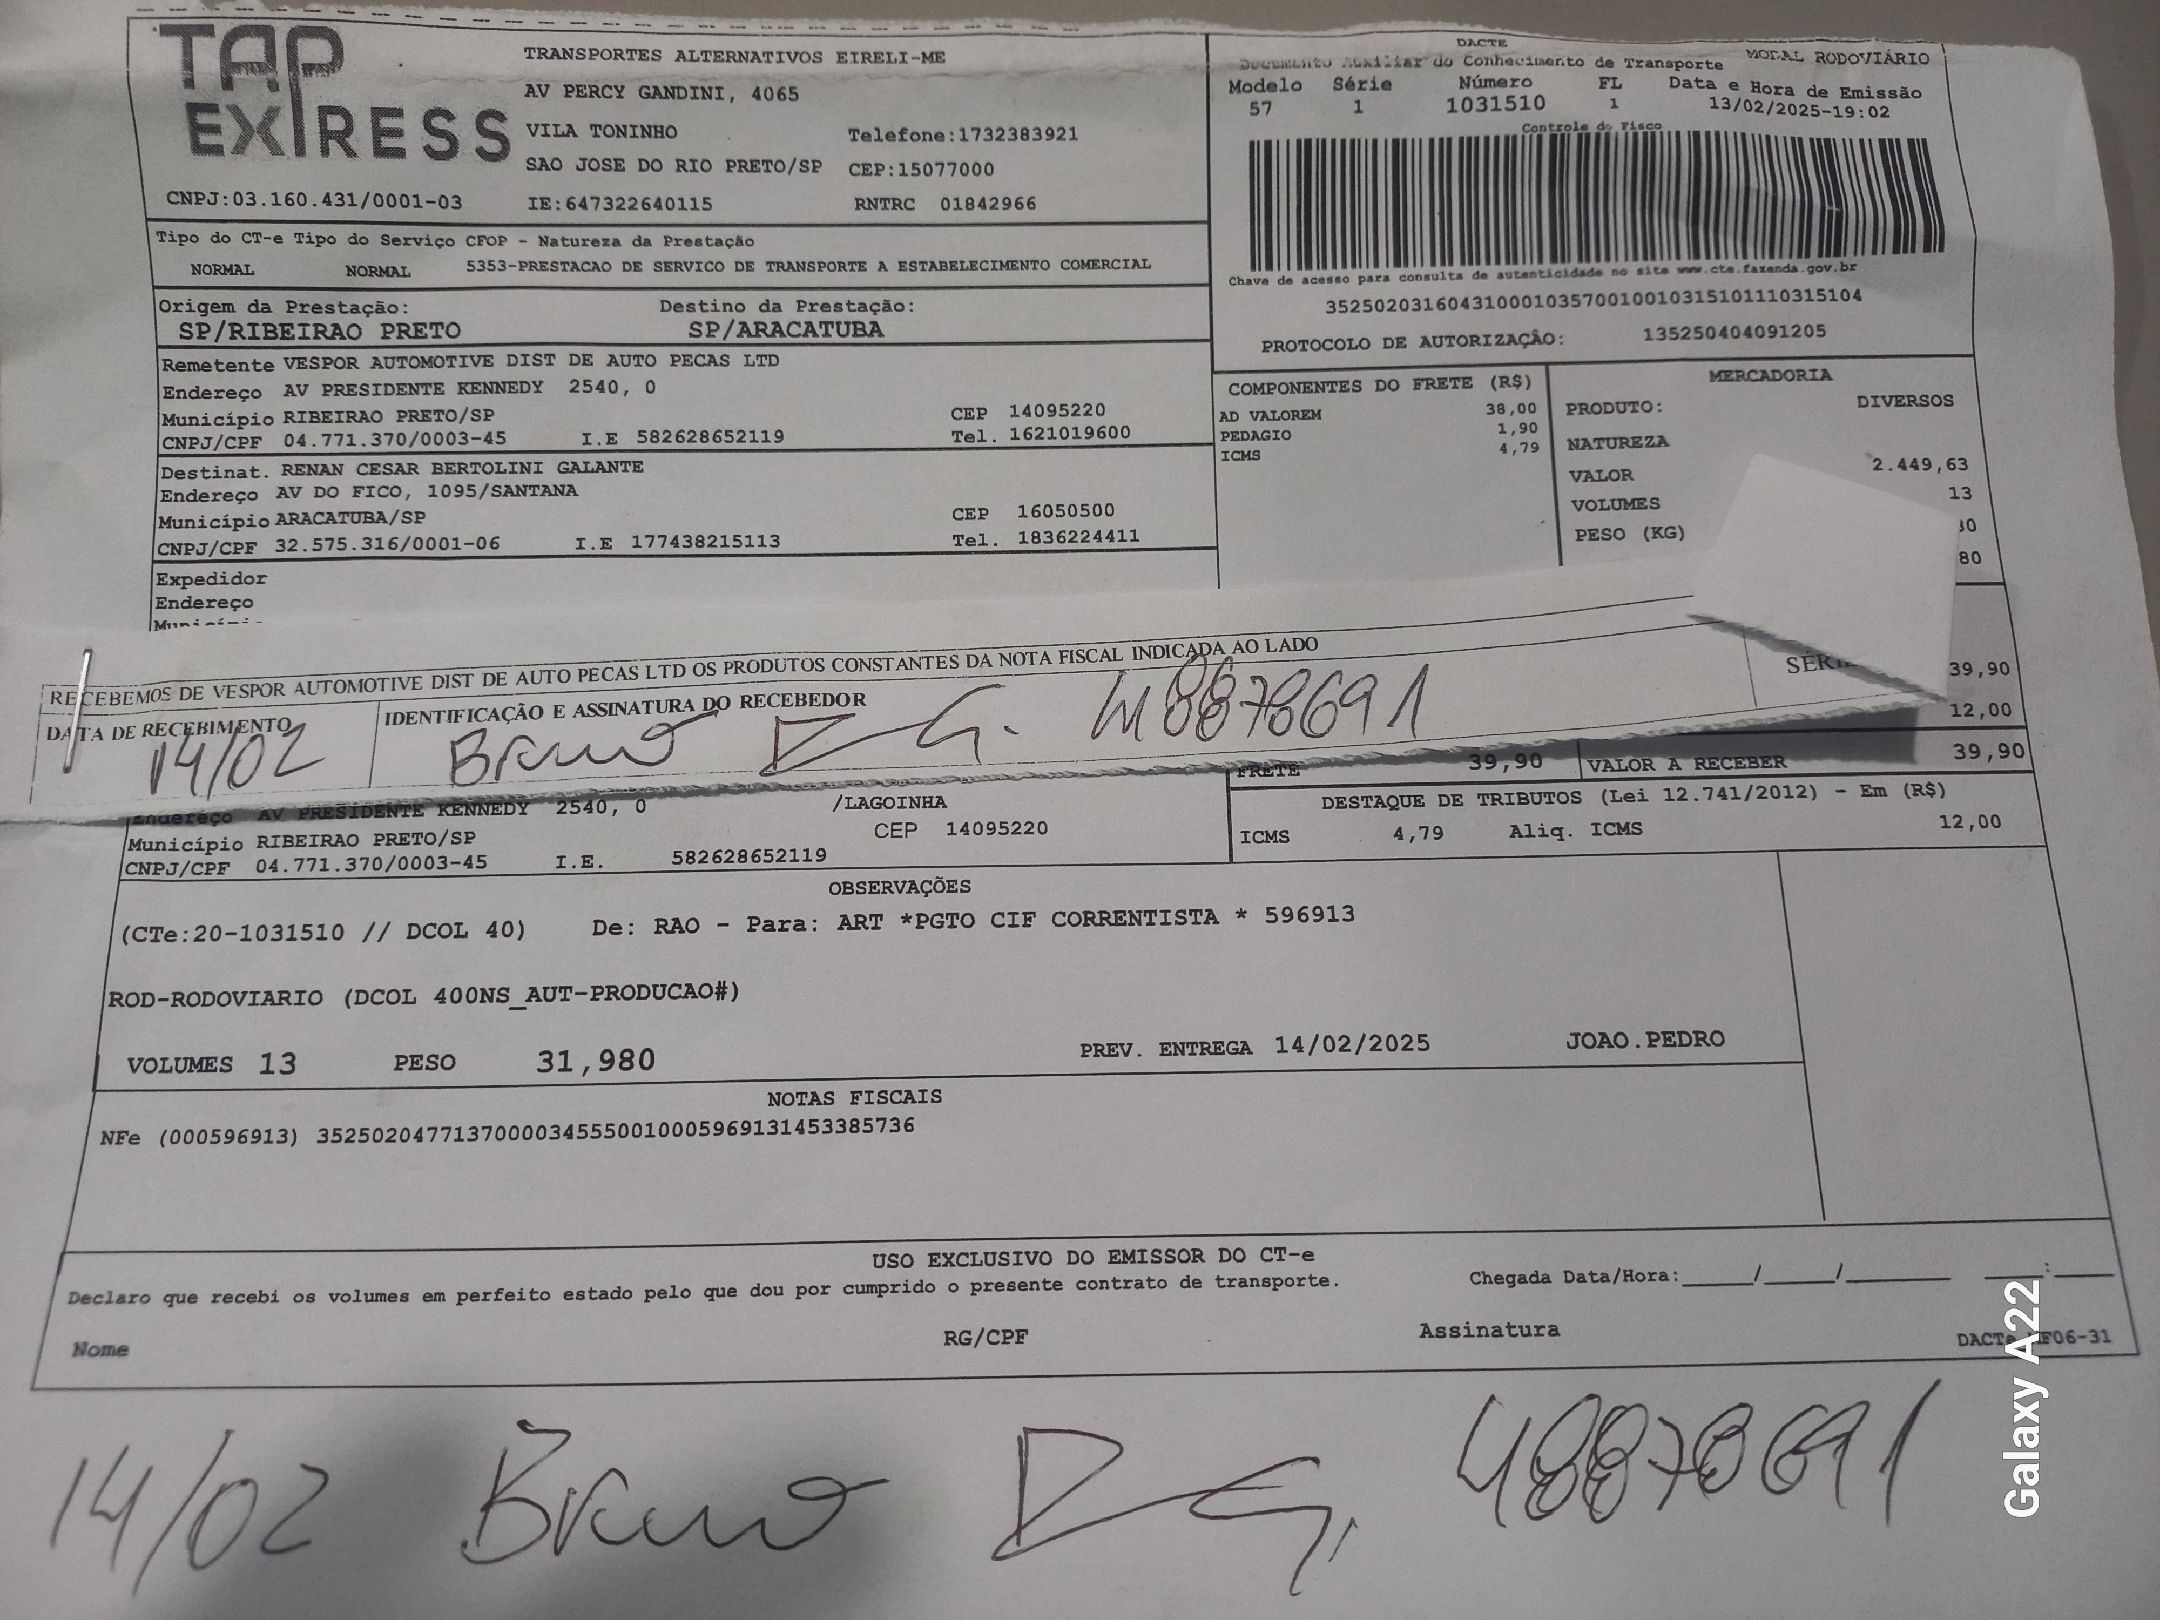 TAP
EXPRESS
TRANSPORTES ALTERNATIVOS EIRELI-ME
AV PERCY GANDINI, 4065
VILA TONINHO Telefone:1732383921
SAO JOSE DO RIO PRETO/SP CEP:15077000
CNPJ:03.160.431/0001-03 IE:647322640115 RNTRC 01842966
DACTE
Documento Auxiliar do Conhecimento de Transporte MODAL RODOVIÁRIO
Modelo Série Número FL Data e Hora de Emissão
57 1 1031510 1 13/02/2025-19:02
Controle do Fisco
Chave de acesso para consulta de autenticidade no site www.cte.fazenda.gov.br
35250203160431000103570010010315101110315104
PROTOCOLO DE AUTORIZAÇÃO: 135250404091205
Tipo do CT-e Tipo do Serviço CFOP - Natureza da Prestação
NORMAL NORMAL 5353-PRESTACAO DE SERVICO DE TRANSPORTE A ESTABELECIMENTO COMERCIAL
Origem da Prestação: Destino da Prestação:
SP/RIBEIRAO PRETO SP/ARACATUBA
Remetente VESPOR AUTOMOTIVE DIST DE AUTO PECAS LTD
Endereço AV PRESIDENTE KENNEDY 2540, 0
Município RIBEIRAO PRETO/SP CEP 14095220
CNPJ/CPF 04.771.370/0003-45 I.E 582628652119 Tel. 1621019600
Destinat. RENAN CESAR BERTOLINI GALANTE
Endereço AV DO FICO, 1095/SANTANA
Município ARACATUBA/SP CEP 16050500
CNPJ/CPF 32.575.316/0001-06 I.E 177438215113 Tel. 1836224411
Expedidor
Endereço
COMPONENTES DO FRETE (R$)
AD VALOREM 38,00
PEDAGIO 1,90
ICMS 4,79
MERCADORIA
PRODUTO: DIVERSOS
NATUREZA
VALOR 2.449,63
VOLUMES 13
PESO (KG)
80
RECEBEMOS DE VESPOR AUTOMOTIVE DIST DE AUTO PECAS LTD OS PRODUTOS CONSTANTES DA NOTA FISCAL INDICADA AO LADO
DATA DE RECEBIMENTO IDENTIFICAÇÃO E ASSINATURA DO RECEBEDOR
14/02 Bruno 48878691
39,90
12,00
FRETE 39,90 VALOR A RECEBER 39,90
Endereço AV PRESIDENTE KENNEDY 2540, 0 /LAGOINHA
Município RIBEIRAO PRETO/SP CEP 14095220
CNPJ/CPF 04.771.370/0003-45 I.E. 582628652119
DESTAQUE DE TRIBUTOS (Lei 12.741/2012) - Em (R$)
ICMS 4,79 Aliq. ICMS 12,00
OBSERVAÇÕES
(CTe:20-1031510 // DCOL 40) De: RAO - Para: ART *PGTO CIF CORRENTISTA * 596913
ROD-RODOVIARIO (DCOL 400NS_AUT-PRODUCAO#)
VOLUMES 13 PESO 31,980 PREV. ENTREGA 14/02/2025 JOAO.PEDRO
NOTAS FISCAIS
NFe (000596913) 35250204771370000345550010005969131453385736
USO EXCLUSIVO DO EMISSOR DO CT-e
Declaro que recebi os volumes em perfeito estado pelo que dou por cumprido o presente contrato de transporte. Chegada Data/Hora:_____/_____/_______ ____:____
Nome RG/CPF Assinatura
14/02 Bruno 48878691
Galaxy A22